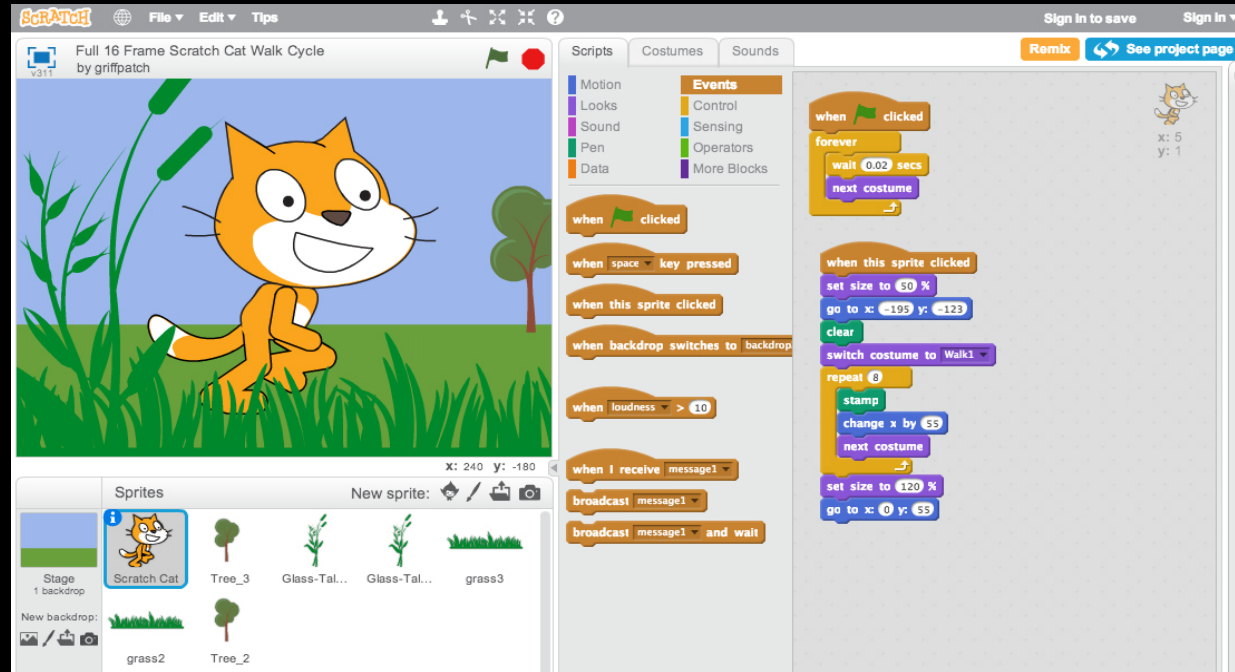 SCRATCH File ▼ Edit ▼ Tips Sign in to save Sign in ▼
v311
Full 16 Frame Scratch Cat Walk Cycle
by griffpatch
Scripts Costumes Sounds
Remix See project page
Motion Events
Looks Control
Sound Sensing
Pen Operators
Data More Blocks
when clicked
when space key pressed
when this sprite clicked
when backdrop switches to backdrop
when loudness > 10
when I receive message1
broadcast message1
broadcast message1 and wait
when clicked
forever
wait 0.02 secs
next costume
x: 5
y: 1
when this sprite clicked
set size to 50 %
go to x: -195 y: -123
clear
switch costume to Walk1
repeat 8
stamp
change x by 55
next costume
set size to 120 %
go to x: 0 y: 55
X: 240 y: -180
Sprites New sprite:
Stage
1 backdrop
New backdrop:
Scratch Cat Tree_3 Glass-Tal... Glass-Tal... grass3
grass2 Tree_2